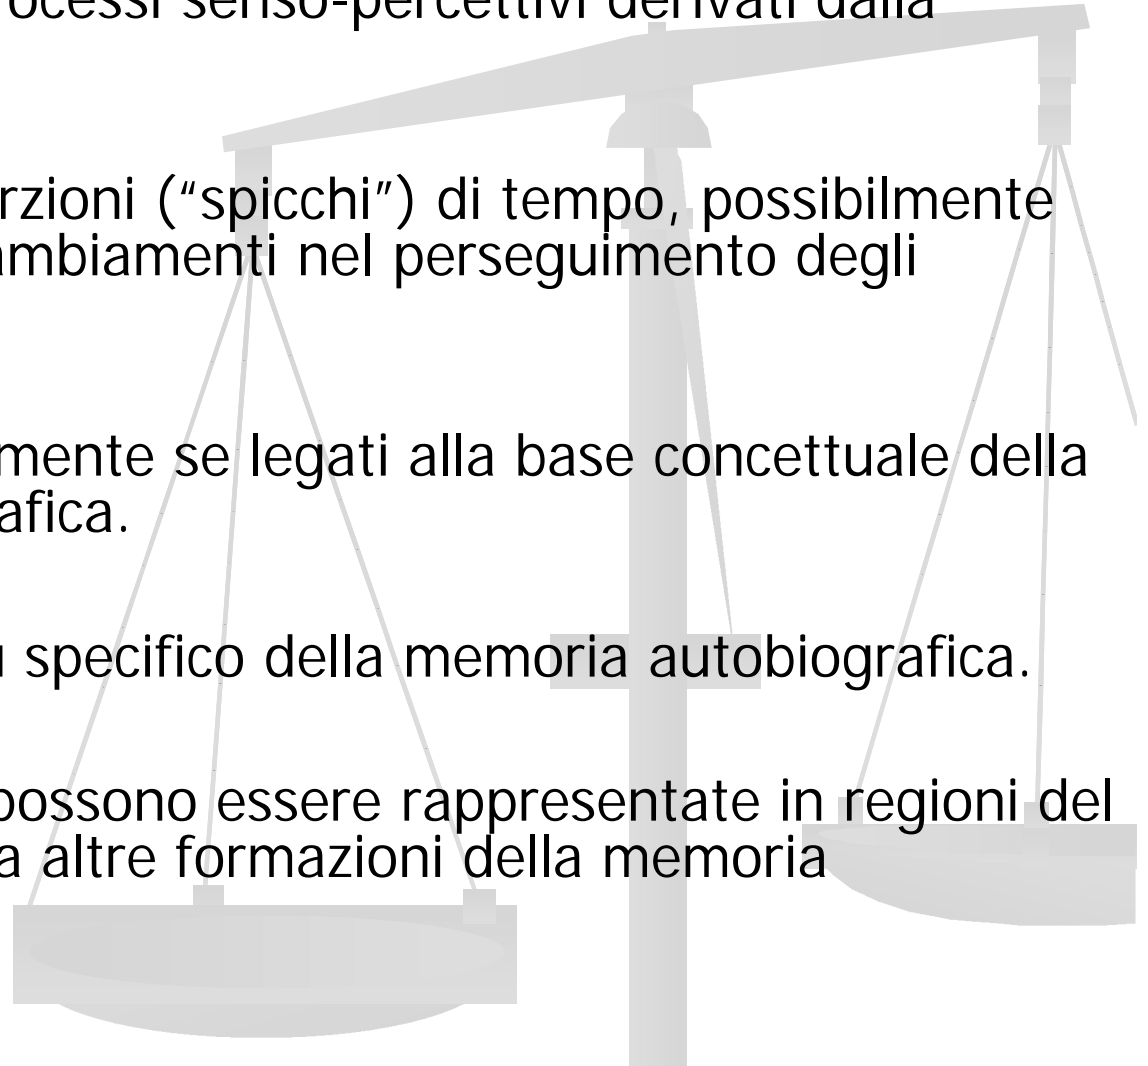 ocessi senso-percettivi derivati dalla
rzioni (“spicchi”) di tempo, possibilmente
ambiamenti nel perseguimento degli
mente se legati alla base concettuale della
afica.
specifico della memoria autobiografica.
possono essere rappresentate in regioni del
a altre formazioni della memoria